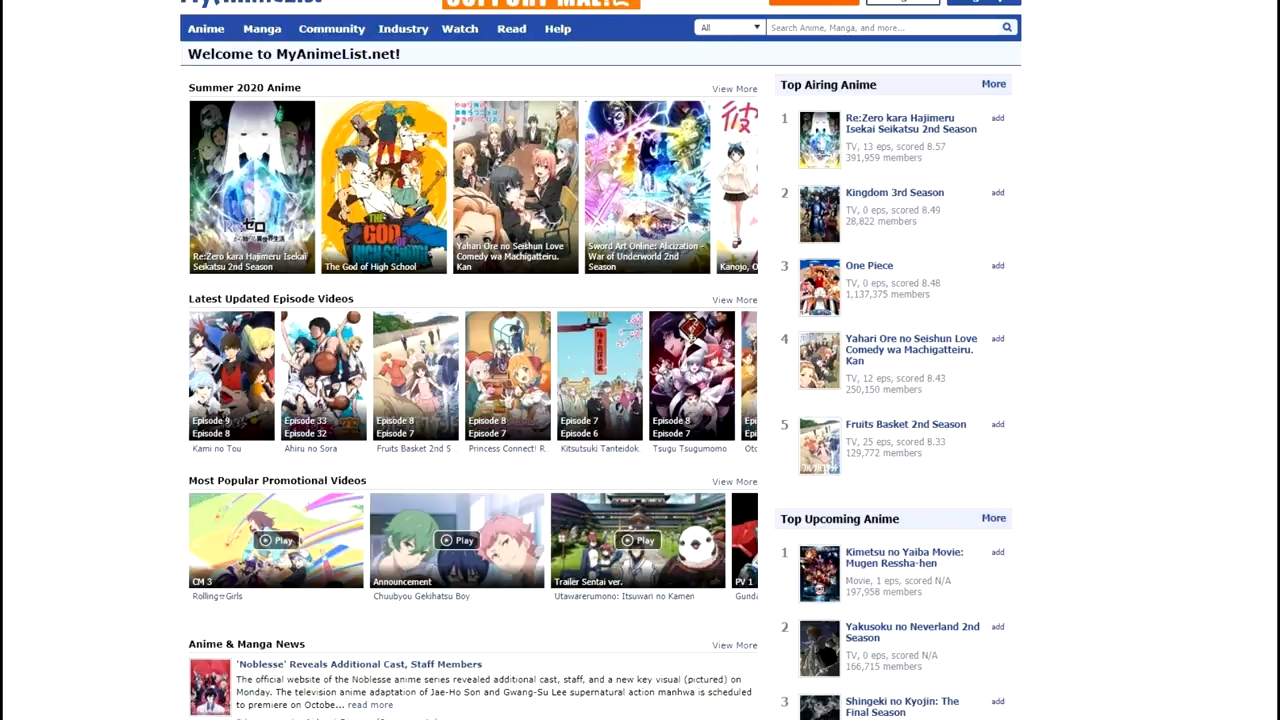 MyAnimeList
SUPPORT MAL!
Anime Manga Community Industry Watch Read Help
All
Search Anime, Manga, and more...
Welcome to MyAnimeList.net!
Summer 2020 Anime
View More
Re:Zero kara Hajimeru Isekai
Seikatsu 2nd Season
THE
GOD
OF
HIGH SCHOOL
The God of High School
Yahari Ore no Seishun Love
Comedy wa Machigatteiru.
Kan
Sword Art Online: Alicization -
War of Underworld 2nd
Season
彼
Kanojo, O
Latest Updated Episode Videos
View More
Episode 9
Episode 8
Kami no Tou
Episode 33
Episode 32
Ahiru no Sora
Episode 8
Episode 7
Fruits Basket 2nd S
Episode 8
Episode 7
Princess Connect! R
Episode 7
Episode 6
Kitsutsuki Tanteidok
Episode 8
Episode 7
Tsugu Tsugumomo
Epi
Epi
Oto
Most Popular Promotional Videos
View More
Play
CM 3
Rolling☆Girls
Play
Announcement
Chuubyou Gekihatsu Boy
Play
Trailer Sentai ver.
Utawarerumono: Itsuwari no Kamen
PV 1
Gunda
Anime & Manga News
View More
'Noblesse' Reveals Additional Cast, Staff Members
The official website of the Noblesse anime series revealed additional cast, staff, and a new key visual (pictured) on
Monday. The television anime adaptation of Jae-Ho Son and Gwang-Su Lee supernatural action manhwa is scheduled
to premiere on Octobe... read more
Top Airing Anime
More
1
Re:Zero kara Hajimeru
Isekai Seikatsu 2nd Season
add
TV, 13 eps, scored 8.57
391,959 members
2
Kingdom 3rd Season
add
TV, 0 eps, scored 8.49
28,822 members
3
One Piece
add
TV, 0 eps, scored 8.48
1,137,375 members
4
Yahari Ore no Seishun Love
Comedy wa Machigatteiru.
Kan
add
TV, 12 eps, scored 8.43
250,150 members
5
Fruits Basket 2nd Season
add
TV, 25 eps, scored 8.33
129,772 members
Top Upcoming Anime
More
1
Kimetsu no Yaiba Movie:
Mugen Ressha-hen
add
Movie, 1 eps, scored N/A
197,958 members
2
Yakusoku no Neverland 2nd
Season
add
TV, 0 eps, scored N/A
166,715 members
3
Shingeki no Kyojin: The
Final Season
add